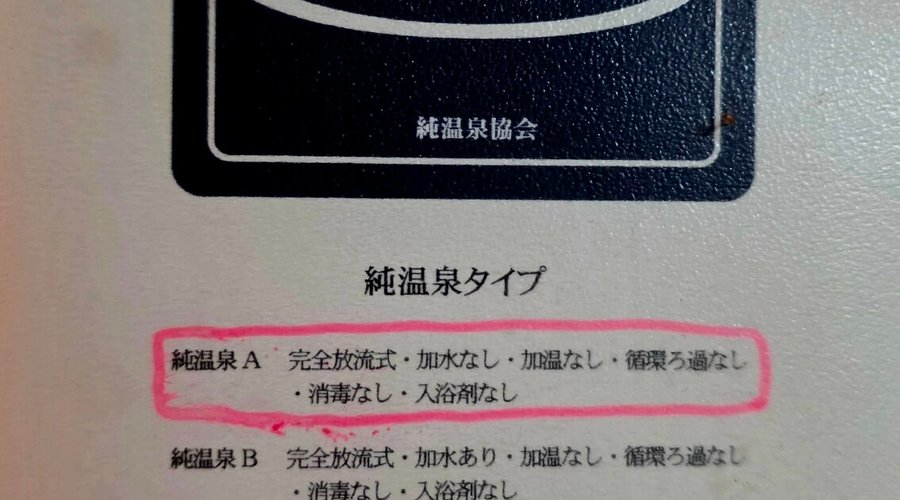 純温泉協会
純温泉タイプ
純温泉A 完全放流式・加水なし・加温なし・循環ろ過なし
・消毒なし・入浴剤なし
純温泉B 完全放流式・加水あり・加温なし・循環ろ過なし
・消毒なし・入浴剤なし